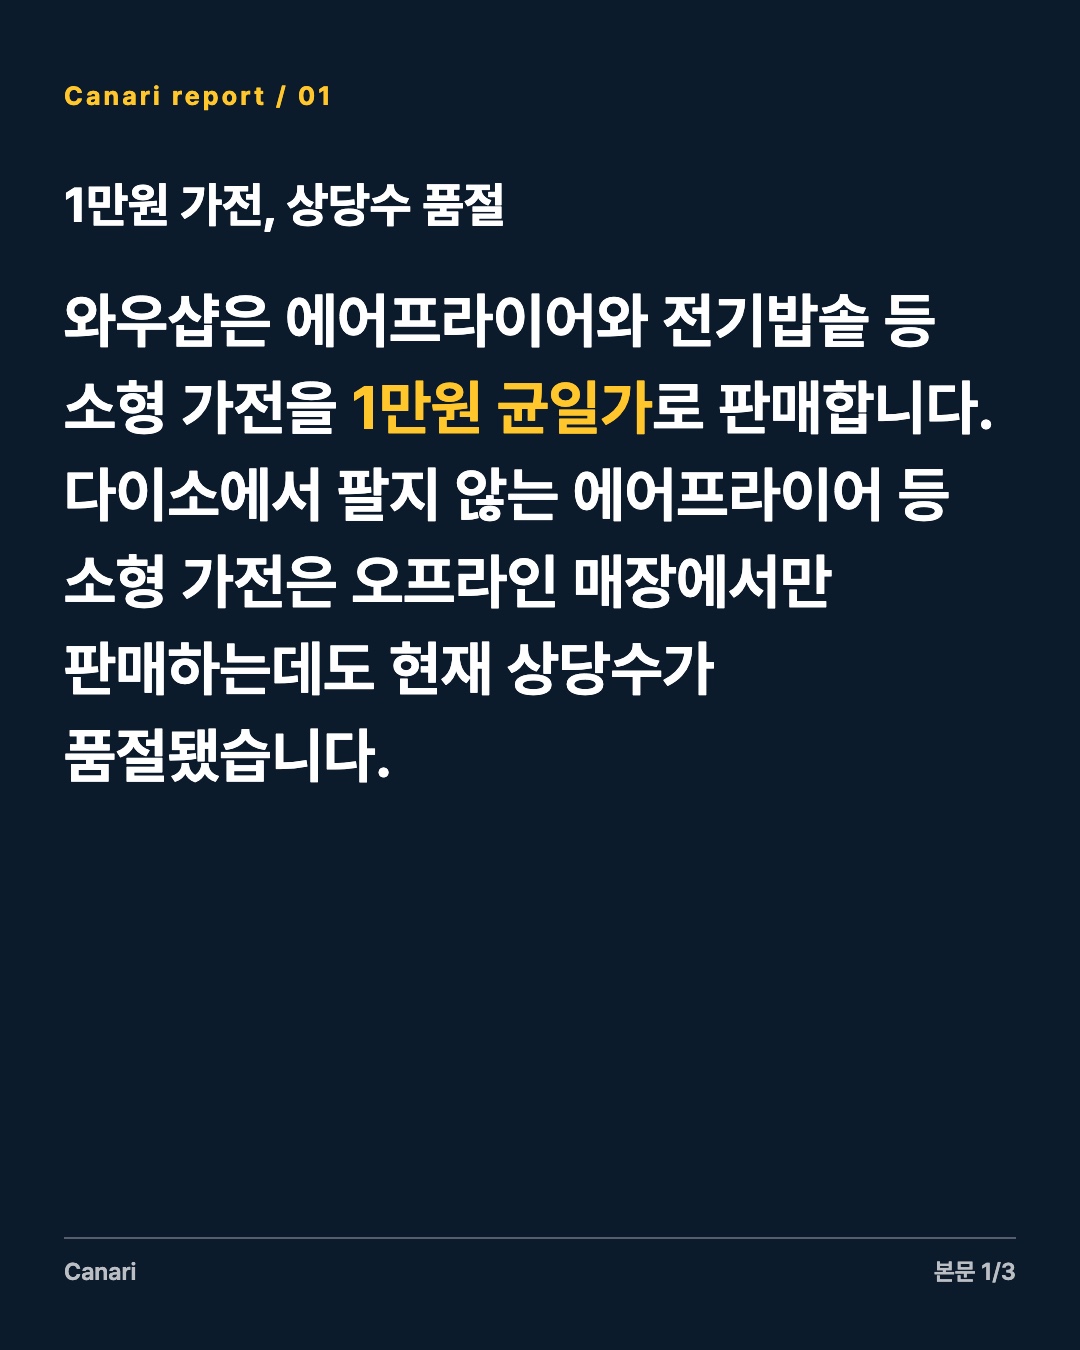 Canari report / 01
1만원 가전, 상당수 품절
와우샵은 에어프라이어와 전기밥솥 등
소형 가전을 1만원 균일가로 판매합니다.
다이소에서 팔지 않는 에어프라이어 등
소형 가전은 오프라인 매장에서만
판매하는데도 현재 상당수가
품절됐습니다.
Canari
본문 1/3